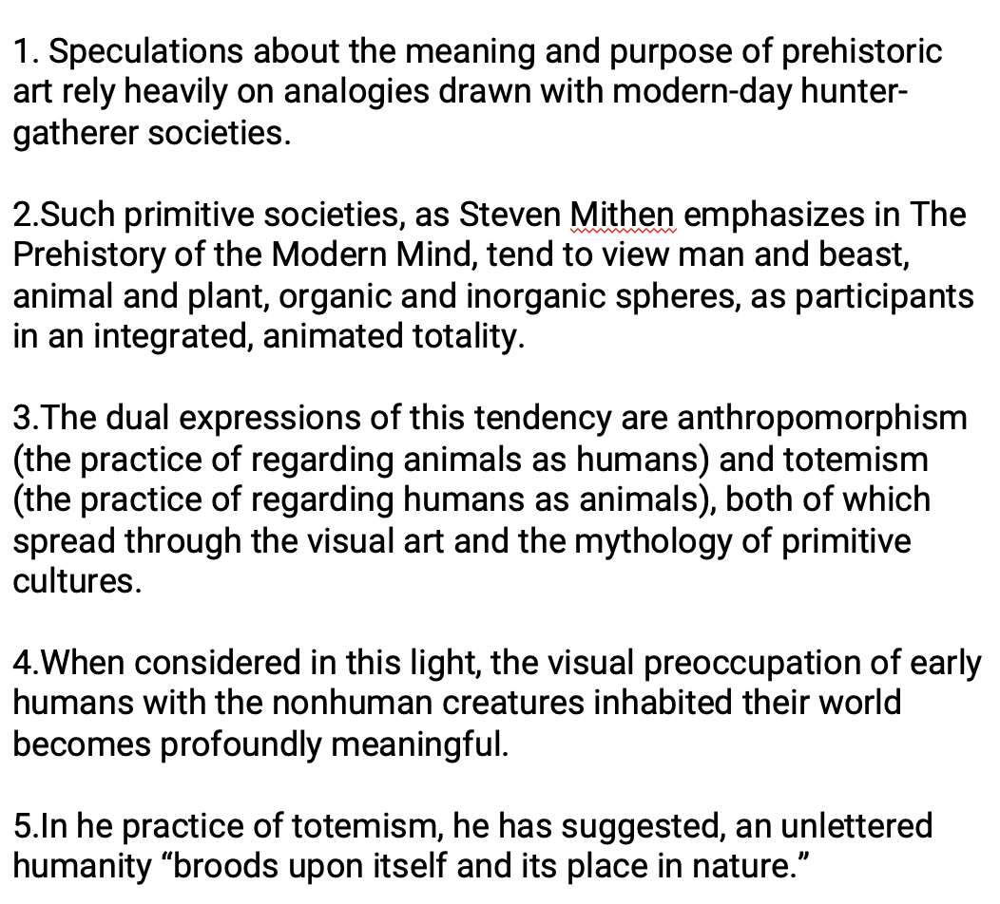 1. Speculations about the meaning and purpose of prehistoric
art rely heavily on analogies drawn with modern-day hunter-
gatherer societies.
2.Such primitive societies, as Steven Mithen emphasizes in The
Prehistory of the Modern Mind, tend to view man and beast,
animal and plant, organic and inorganic spheres, as participants
in an integrated, animated totality.
3.The dual expressions of this tendency are anthropomorphism
(the practice of regarding animals as humans) and totemism
(the practice of regarding humans as animals), both of which
spread through the visual art and the mythology of primitive
cultures.
4.When considered in this light, the visual preoccupation of early
humans with the nonhuman creatures inhabited their world
becomes profoundly meaningful.
5.In he practice of totemism, he has suggested, an unlettered
humanity “broods upon itself and its place in nature.”